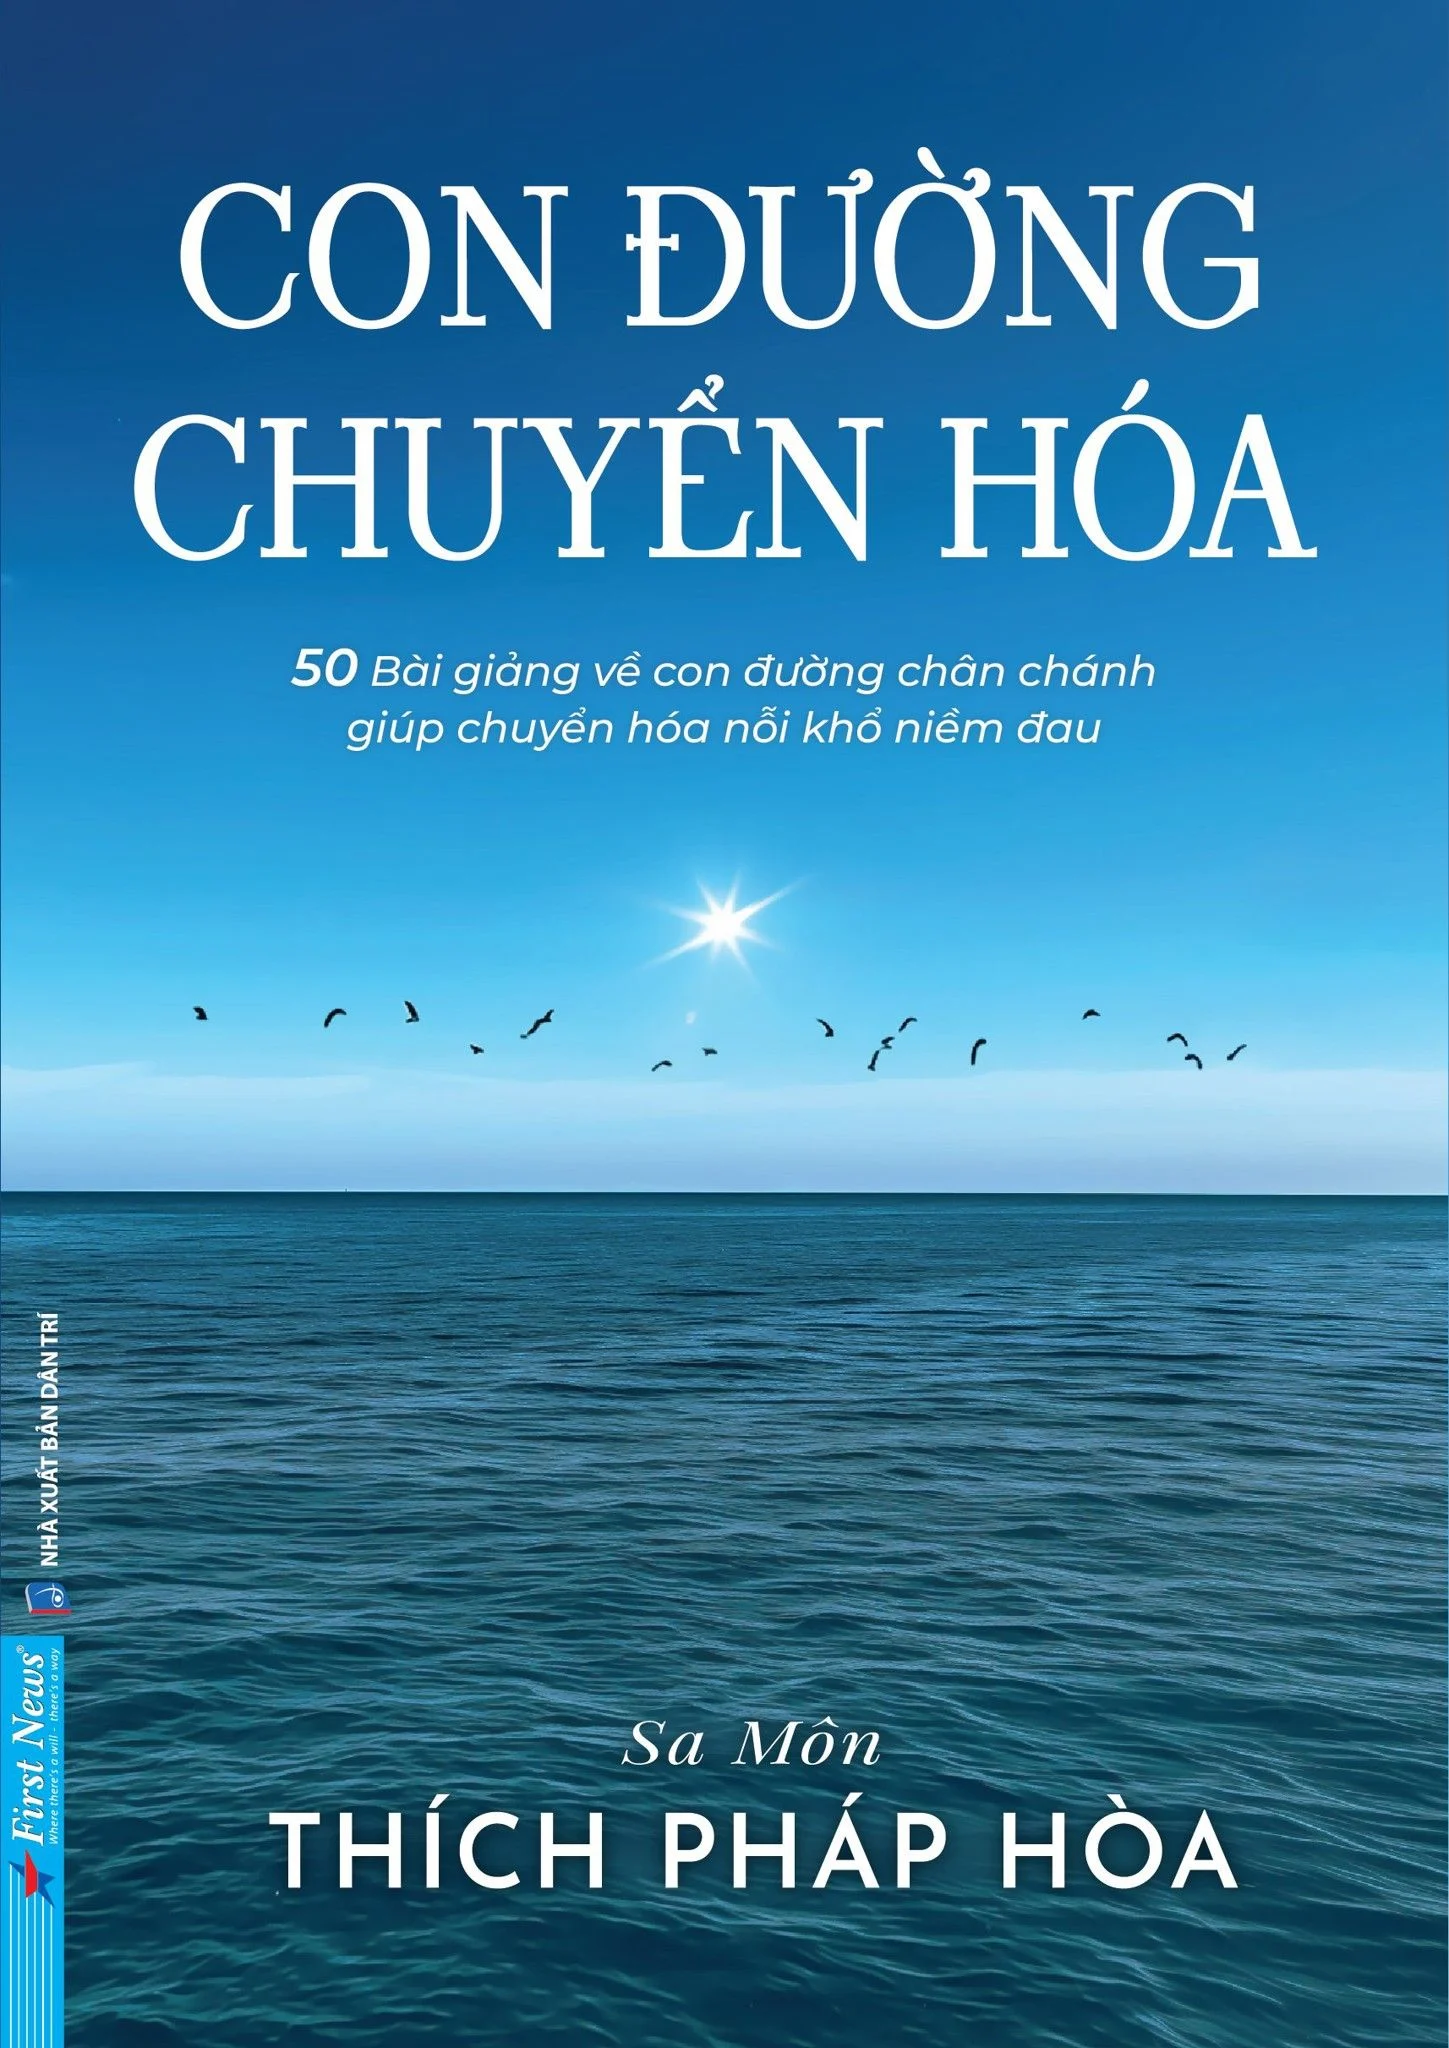 CON ĐƯỜNG
CHUYỂN HÓA
50 Bài giảng về con đường chân chánh
giúp chuyển hóa nỗi khổ niềm đau
NHÀ XUẤT BẢN DÂN TRÍ
First News®
Where there's a will - there's a way
Sa Môn
THÍCH PHÁP HÒA